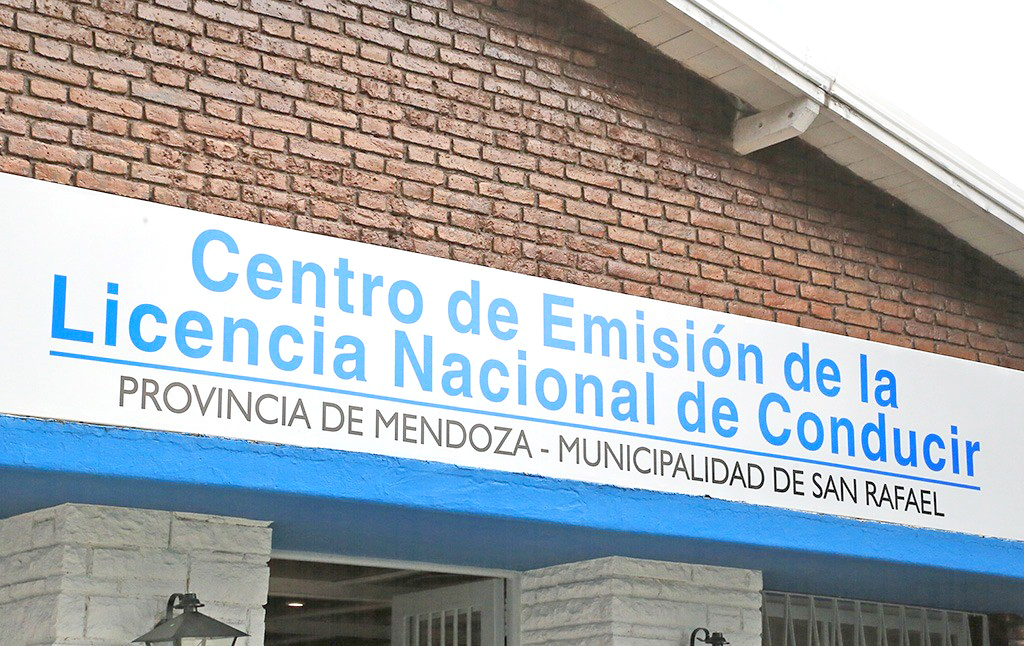 Centro de Emisión de la
Licencia Nacional de Conducir
PROVINCIA DE MENDOZA - MUNICIPALIDAD DE SAN RAFAEL